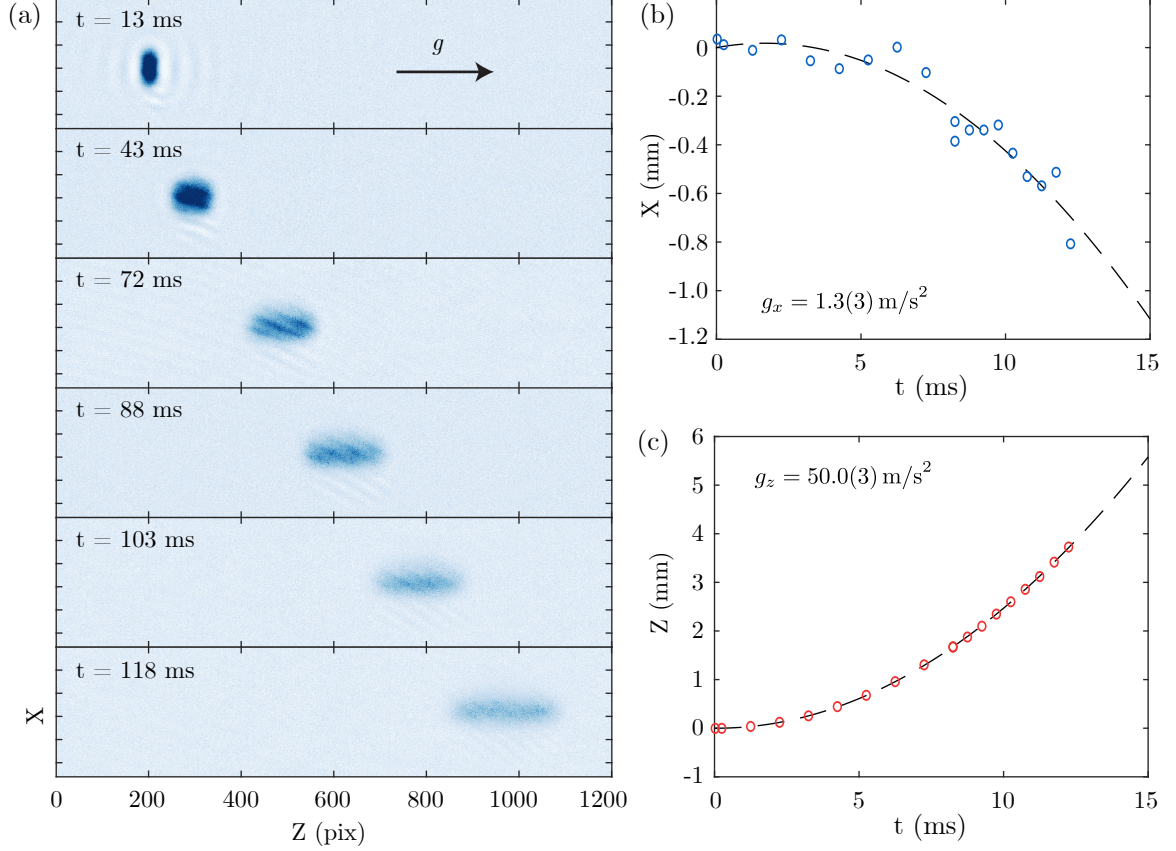 (a)
t = 13 ms
g
t = 43 ms
t = 72 ms
t = 88 ms
t = 103 ms
t = 118 ms
X
0 200 400 600 800 1000 1200
Z (pix)
(b)
0
-0.2
-0.4
-0.6
-0.8
-1.0
-1.2
X (mm)
gₓ = 1.3(3) m/s²
0 5 10 15
t (ms)
(c)
6
5
4
3
2
1
0
-1
Z (mm)
g_z = 50.0(3) m/s²
0 5 10 15
t (ms)